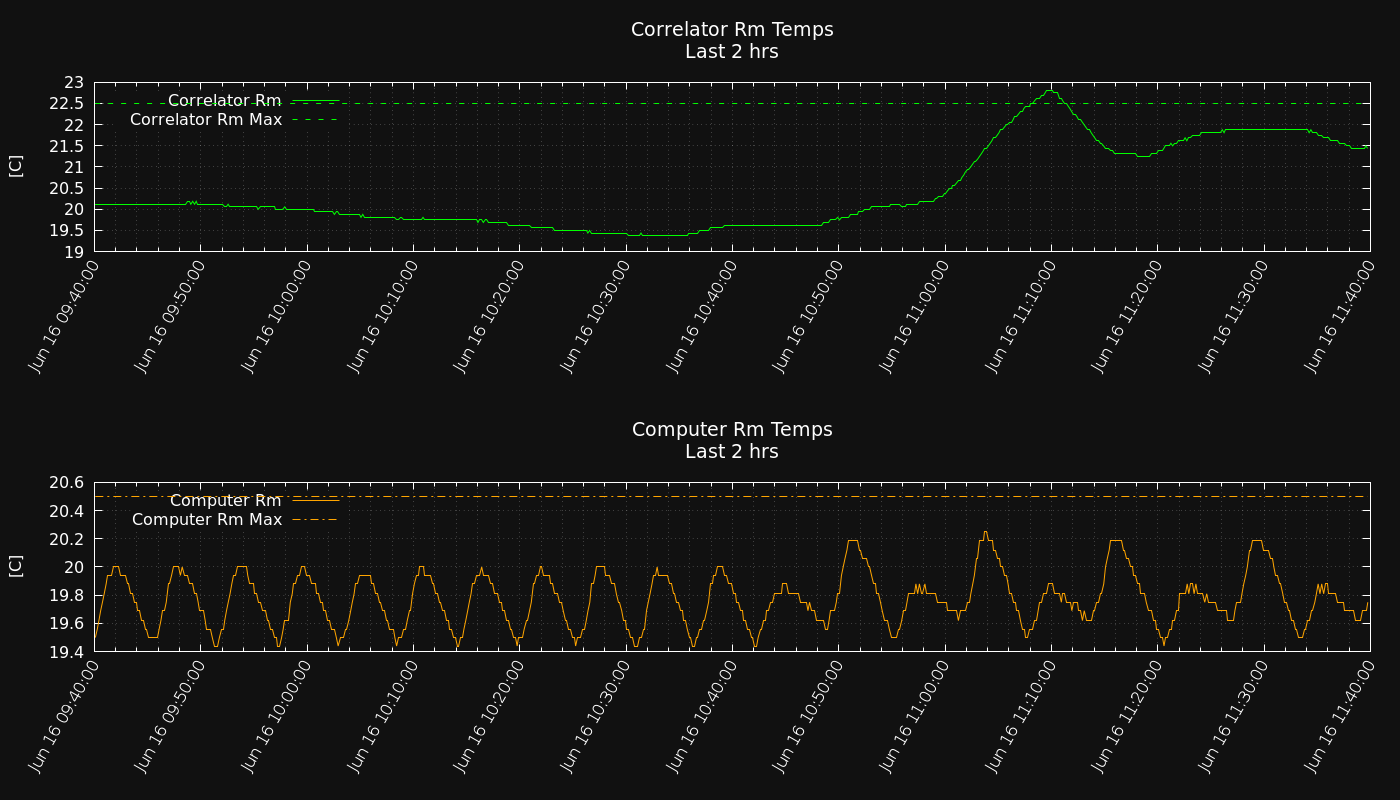 Correlator Rm Temps
Last 2 hrs
[C]
23
22.5
22
21.5
21
20.5
20
19.5
19
Correlator Rm
Correlator Rm Max
Jun 16 09:40:00
Jun 16 09:50:00
Jun 16 10:00:00
Jun 16 10:10:00
Jun 16 10:20:00
Jun 16 10:30:00
Jun 16 10:40:00
Jun 16 10:50:00
Jun 16 11:00:00
Jun 16 11:10:00
Jun 16 11:20:00
Jun 16 11:30:00
Jun 16 11:40:00
Computer Rm Temps
Last 2 hrs
[C]
20.6
20.4
20.2
20
19.8
19.6
19.4
Computer Rm
Computer Rm Max
Jun 16 09:40:00
Jun 16 09:50:00
Jun 16 10:00:00
Jun 16 10:10:00
Jun 16 10:20:00
Jun 16 10:30:00
Jun 16 10:40:00
Jun 16 10:50:00
Jun 16 11:00:00
Jun 16 11:10:00
Jun 16 11:20:00
Jun 16 11:30:00
Jun 16 11:40:00